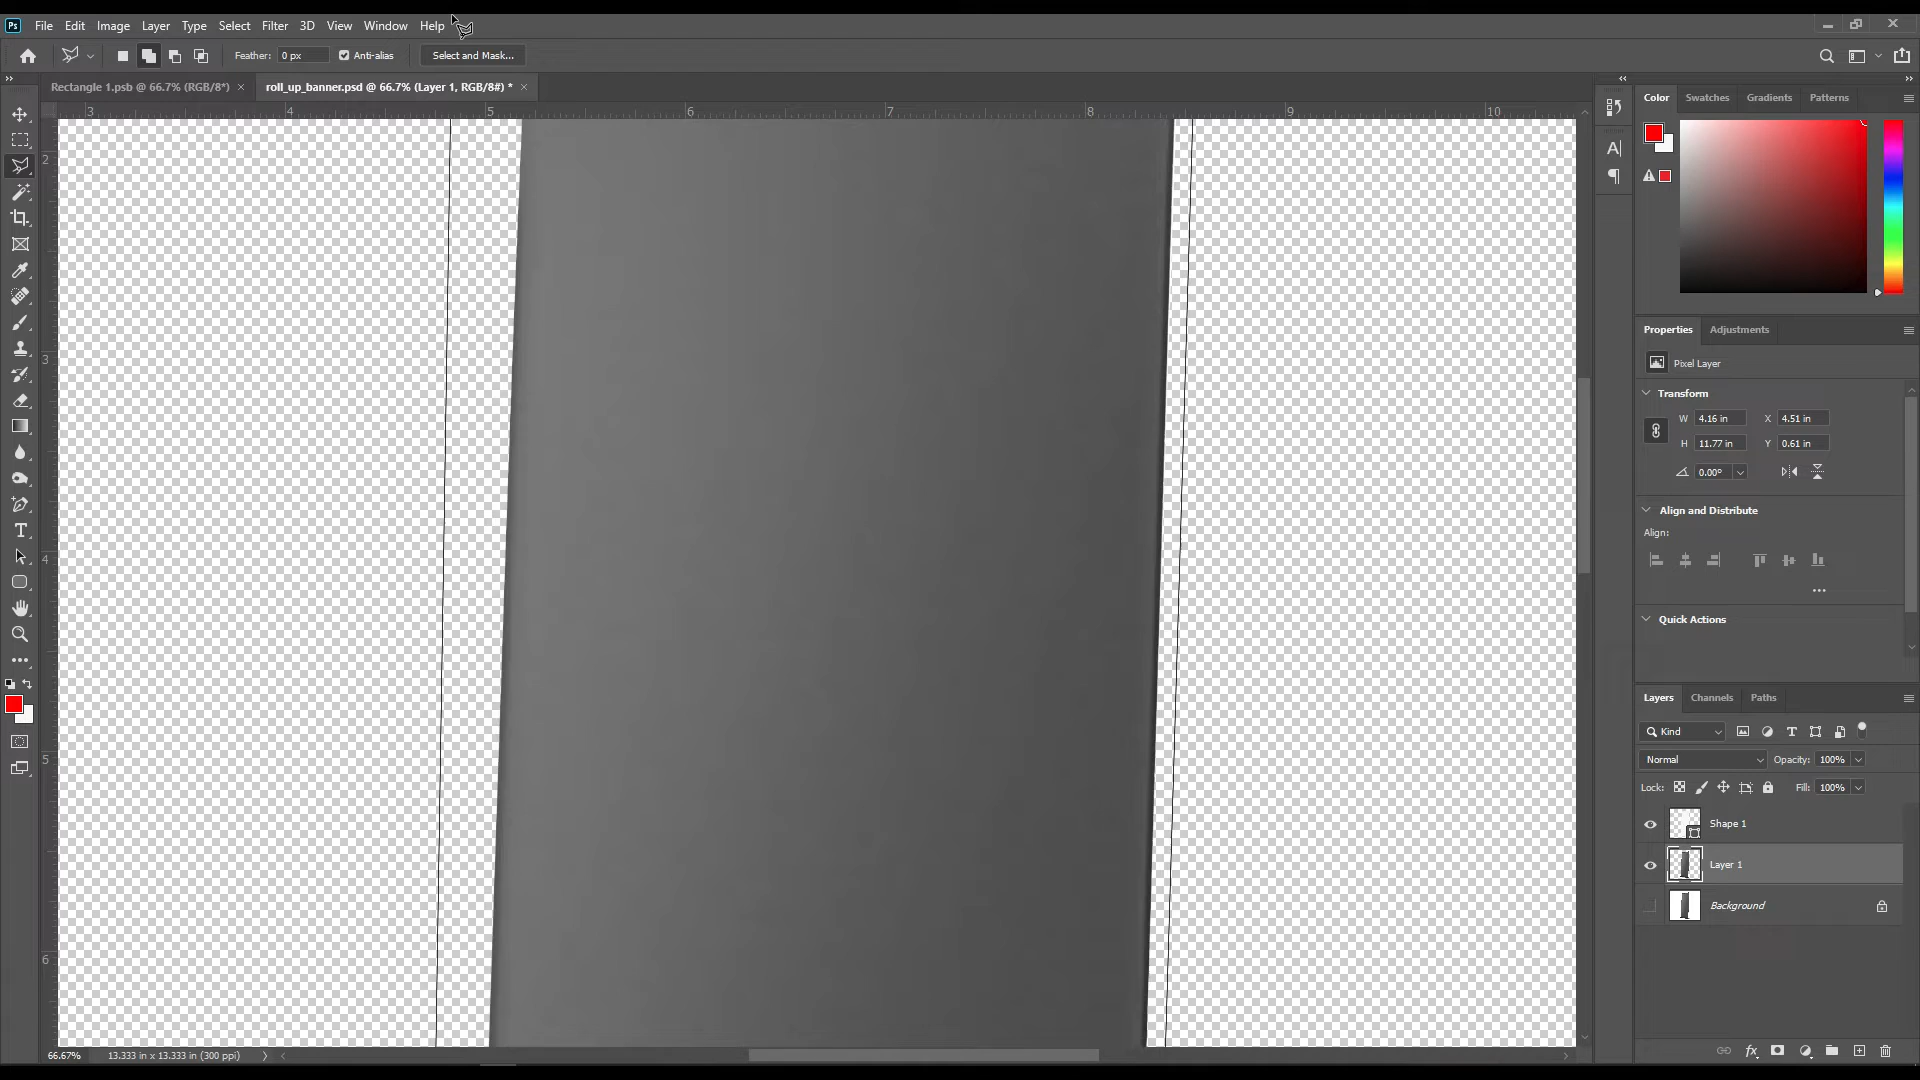 Ps File Edit Image Layer Type Select Filter 3D View Window Help
Feather: 0 px Anti-alias Select and Mask...
Rectangle 1.psb @ 66.7% (RGB/8*) × roll_up_banner.psd @ 66.7% (Layer 1, RGB/8#) * ×
3 4 5 6 7 8 9 10
2
3
4
5
6
Color Swatches Gradients Patterns
Properties Adjustments
Pixel Layer
Transform
W 4.16 in X 4.51 in
H 11.77 in Y 0.61 in
0.00°
Align and Distribute
Align:
Quick Actions
Layers Channels Paths
Kind
Normal Opacity: 100%
Lock: Fill: 100%
Shape 1
Layer 1
Background
fx
66.67% 13.333 in x 13.333 in (300 ppi)